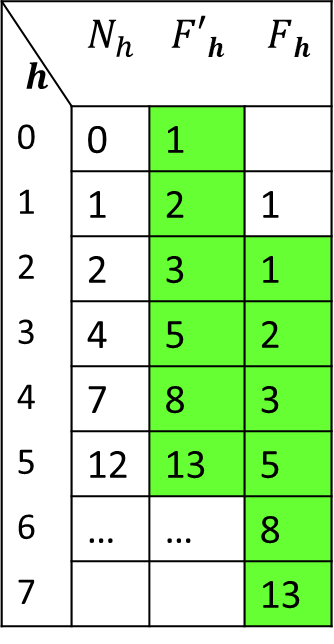 h N_h F'_h F_h
0 0 1
1 1 2 1
2 2 3 1
3 4 5 2
4 7 8 3
5 12 13 5
6 ... ... 8
7 13